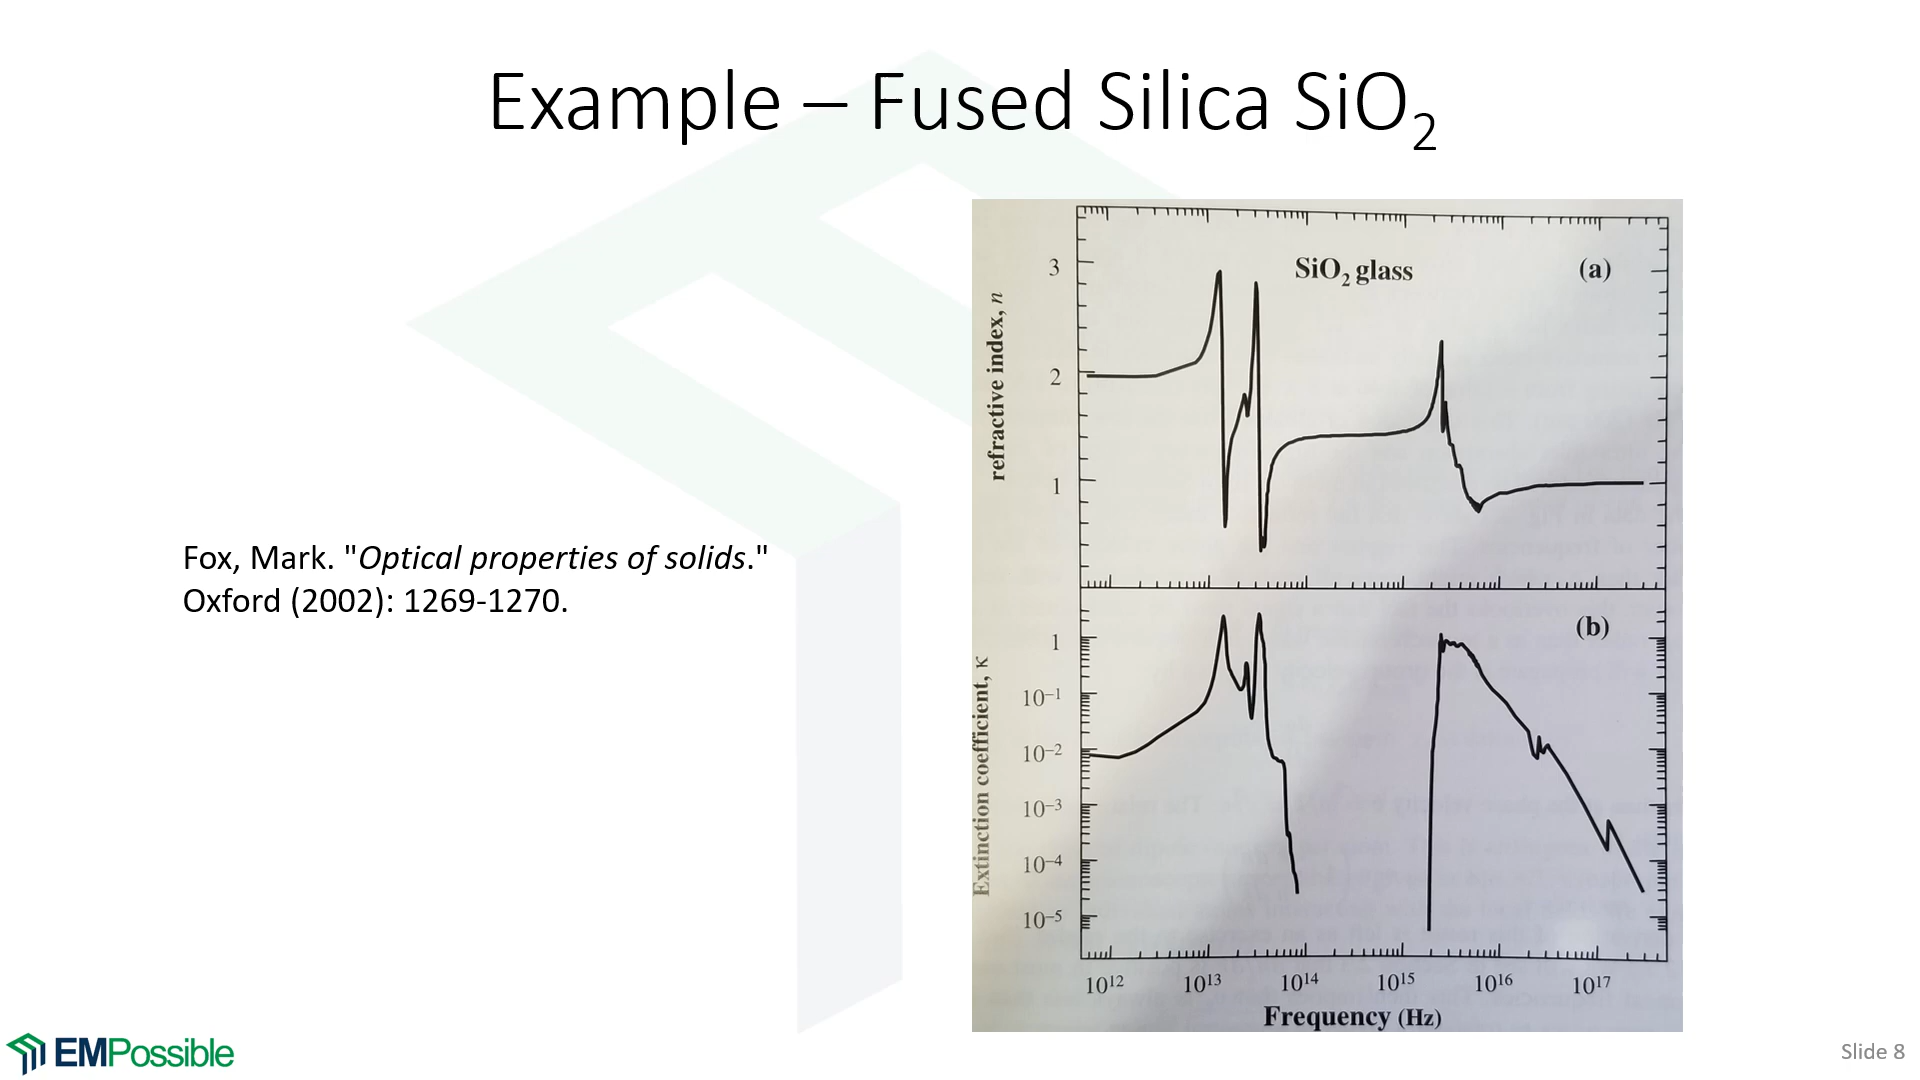 Example – Fused Silica SiO₂
Fox, Mark. "Optical properties of solids."
Oxford (2002): 1269-1270.
SiO₂ glass
(a)
refractive index, n
3
2
1
(b)
Extinction coefficient, κ
1
10⁻¹
10⁻²
10⁻³
10⁻⁴
10⁻⁵
10¹² 10¹³ 10¹⁴ 10¹⁵ 10¹⁶ 10¹⁷
Frequency (Hz)
EMPossible
Slide 8